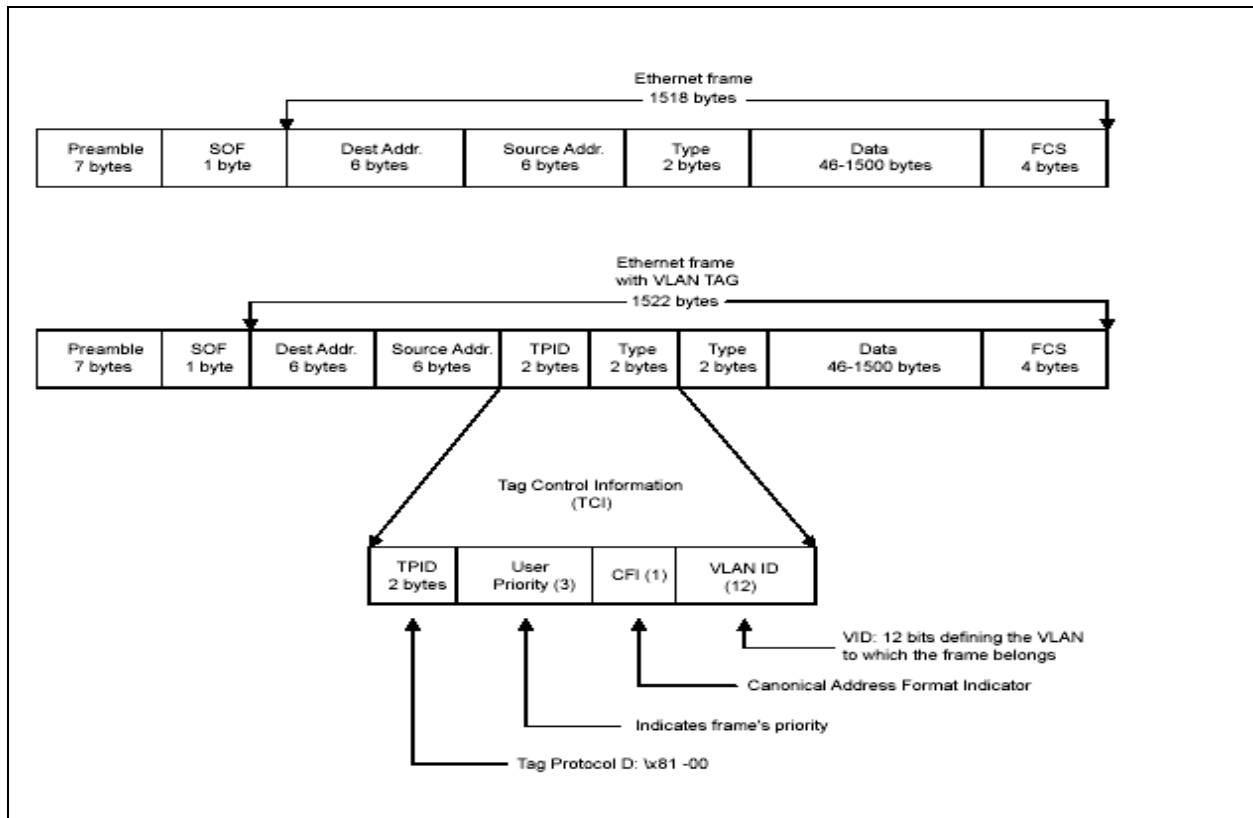 Ethernet frame
1518 bytes
Preamble
7 bytes
SOF
1 byte
Dest Addr.
6 bytes
Source Addr.
6 bytes
Type
2 bytes
Data
46-1500 bytes
FCS
4 bytes
Ethernet frame
with VLAN TAG
1522 bytes
Preamble
7 bytes
SOF
1 byte
Dest Addr.
6 bytes
Source Addr.
6 bytes
TPID
2 bytes
Type
2 bytes
Type
2 bytes
Data
46-1500 bytes
FCS
4 bytes
Tag Control Information
(TCI)
TPID
2 bytes
User
Priority (3)
CFI (1)
VLAN ID
(12)
VID: 12 bits defining the VLAN
to which the frame belongs
Canonical Address Format Indicator
Indicates frame's priority
Tag Protocol D: \x81 -00